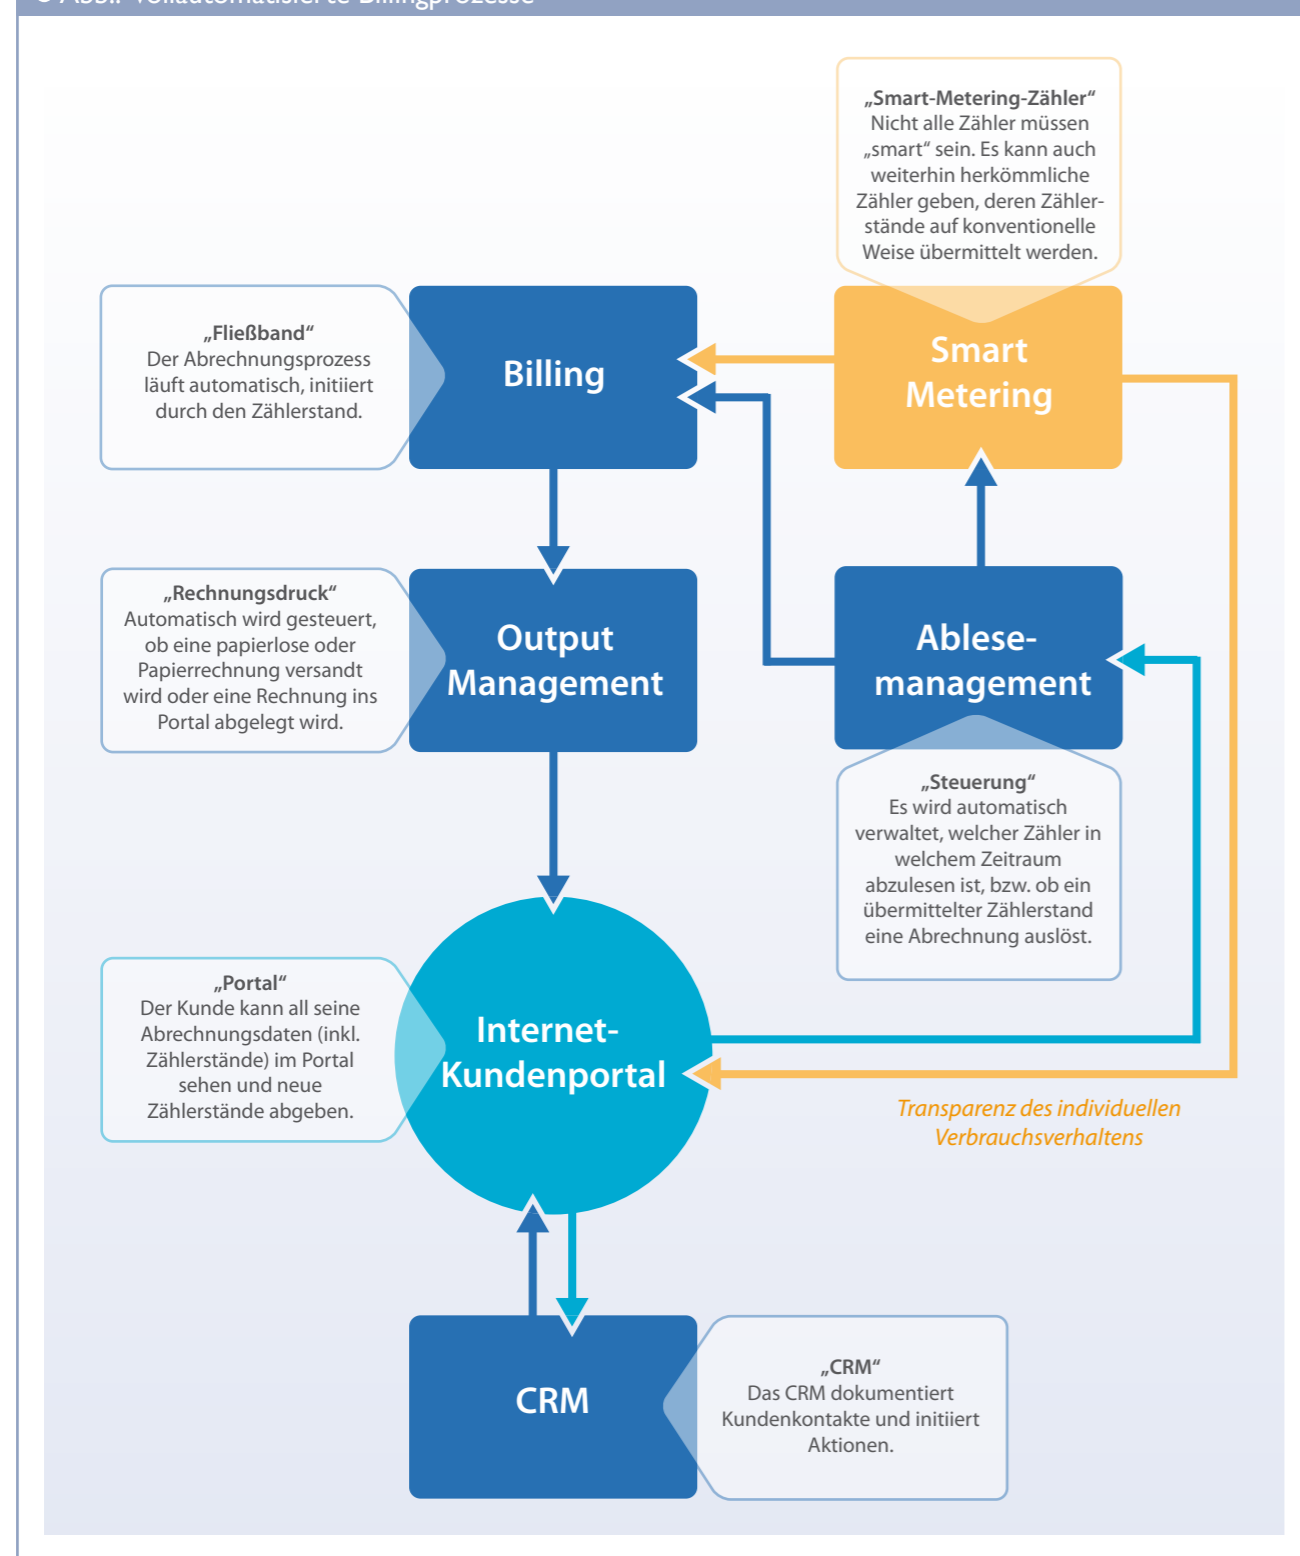 Abb.: Vollautomatisierte Billingprozesse
„Smart-Metering-Zähler“
Nicht alle Zähler müssen
„smart“ sein. Es kann auch
weiterhin herkömmliche
Zähler geben, deren Zähler-
stände auf konventionelle
Weise übermittelt werden.
„Fließband“
Der Abrechnungsprozess
läuft automatisch, initiiert
durch den Zählerstand.
Billing
Smart
Metering
„Rechnungsdruck“
Automatisch wird gesteuert,
ob eine papierlose oder
Papierrechnung versandt
wird oder eine Rechnung ins
Portal abgelegt wird.
Output
Management
Ablese-
management
„Steuerung“
Es wird automatisch
verwaltet, welcher Zähler in
welchem Zeitraum
abzulesen ist, bzw. ob ein
übermittelter Zählerstand
eine Abrechnung auslöst.
„Portal“
Der Kunde kann all seine
Abrechnungsdaten (inkl.
Zählerstände) im Portal
sehen und neue
Zählerstände abgeben.
Internet-
Kundenportal
Transparenz des individuellen
Verbrauchsverhaltens
CRM
„CRM“
Das CRM dokumentiert
Kundenkontakte und initiiert
Aktionen.